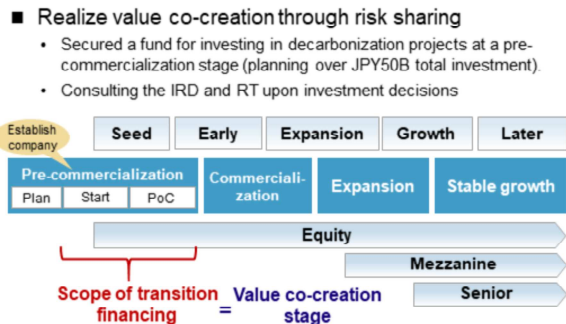 ■ Realize value co-creation through risk sharing
• Secured a fund for investing in decarbonization projects at a pre-
commercialization stage (planning over JPY50B total investment).
• Consulting the IRD and RT upon investment decisions
Establish
company
Seed
Early
Expansion
Growth
Later
Pre-commercialization
Plan
Start
PoC
Commerciali-
zation
Expansion
Stable growth
Equity
Mezzanine
Senior
Scope of transition
financing
=
Value co-creation
stage